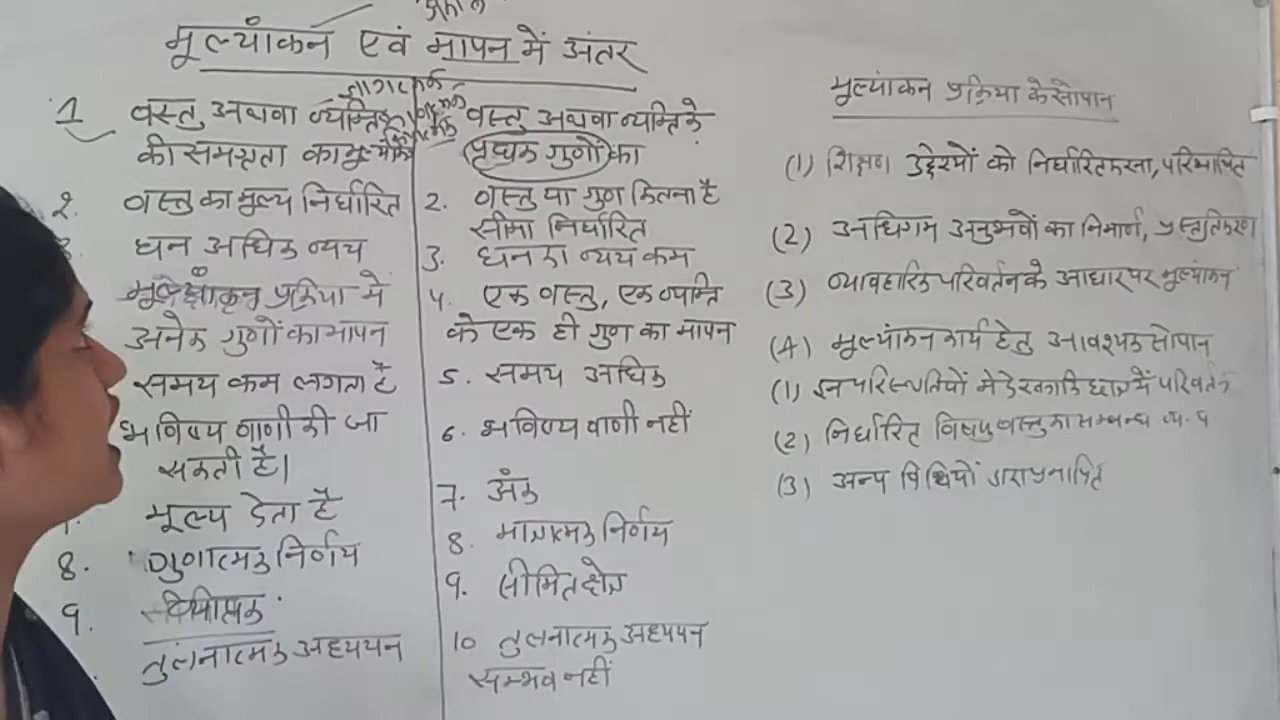 मूल्यांकन एवं मापन में अंतर
1 वस्तु अथवा व्यक्ति
की समग्रता का मूल्यांकन
2. वस्तु का मूल्य निर्धारित
धन अधिक व्यय
मूल्यांकन प्रक्रिया में
अनेक गुणों का मापन
समय कम लगता है
भविष्य वाणी की जा
सकती है।
मूल्य देता है
8. गुणात्मक निर्णय
9.
तुलनात्मक अध्ययन
वस्तु अथवा व्यक्ति के
पृथक गुणों का
2. वस्तु या गुण कितना है
सीमा निर्धारित
3. धन का व्यय कम
4. एक वस्तु, एक व्यक्ति
के एक ही गुण का मापन
5. समय अधिक
6. भविष्य वाणी नहीं
7. अंक
8. मात्रात्मक निर्णय
9. सीमित क्षेत्र
10 तुलनात्मक अध्ययन
सम्भव नहीं
मूल्यांकन प्रक्रिया के सोपान
(1) शिक्षण उद्देश्यों को निर्धारित करना, परिभाषित
(2) अधिगम अनुभवों का निमार्ण, प्रस्तुतिकरण
(3) व्यावहारिक परिवर्तन के आधार पर मूल्यांकन
(4) मूल्यांकन कार्य हेतु आवश्यक सोपान
(1) इन परिस्थितियों में देखना कि छात्र में परिवर्तन
(2) निर्धारित विषय वस्तु का सम्बन्ध व्य. प
(3) अन्य विधियों द्वारा प्रमाणित